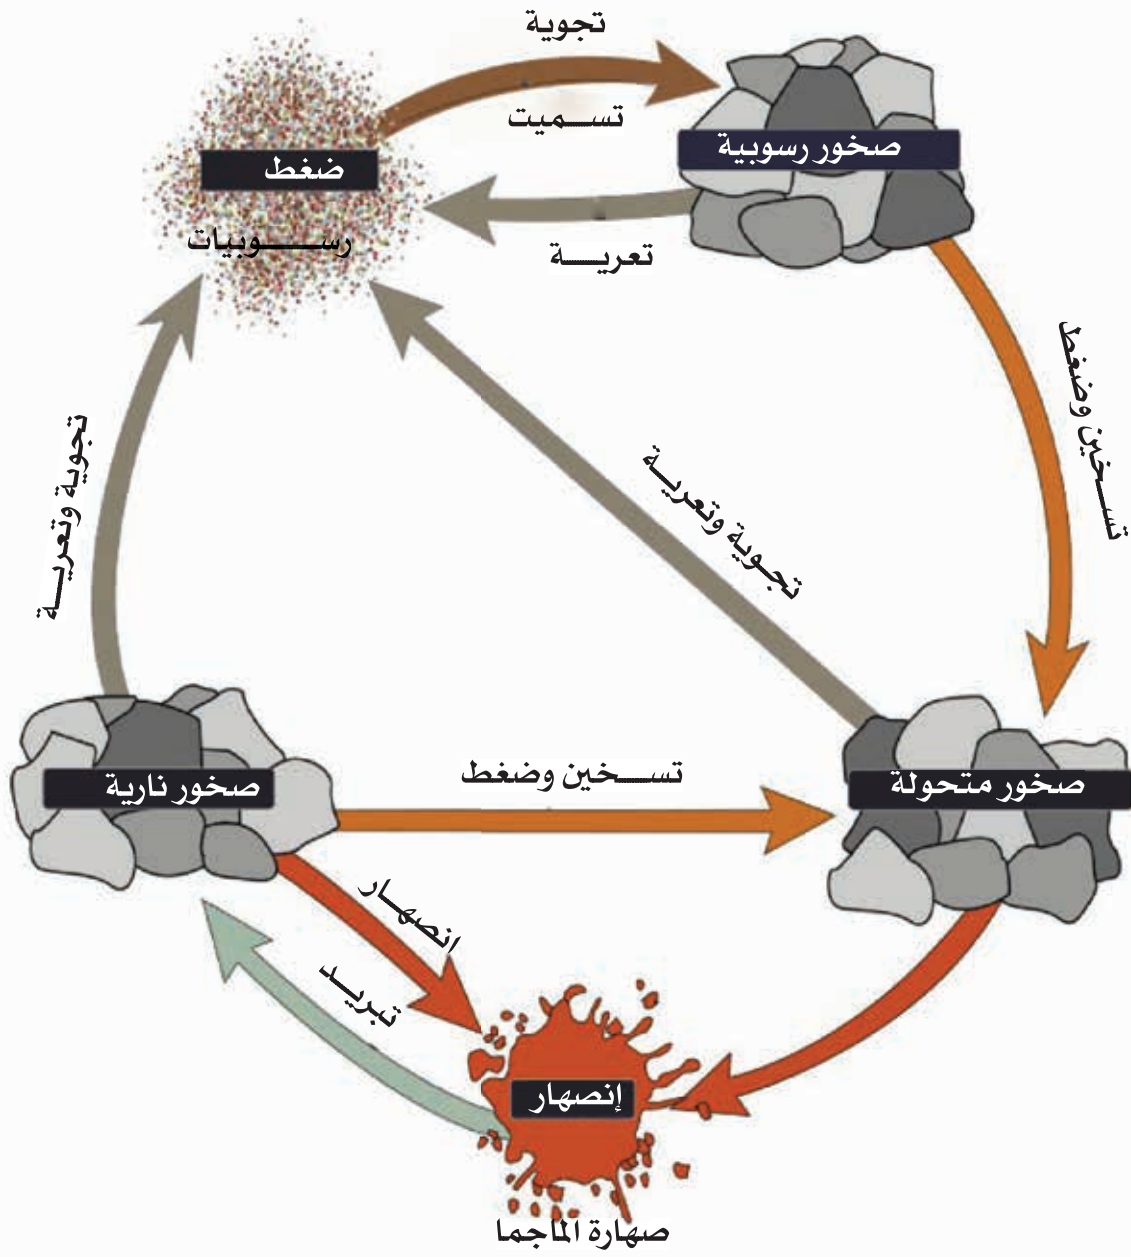 تجوية
تسميت
صخور رسوبية
ضغط
رسوبيات
تعرية
تسخين وضغط
تجوية وتعرية
تجوية وتعرية
صخور نارية
تسخين وضغط
صخور متحولة
انصهار
تبريد
إنصهار
صهارة الماجما